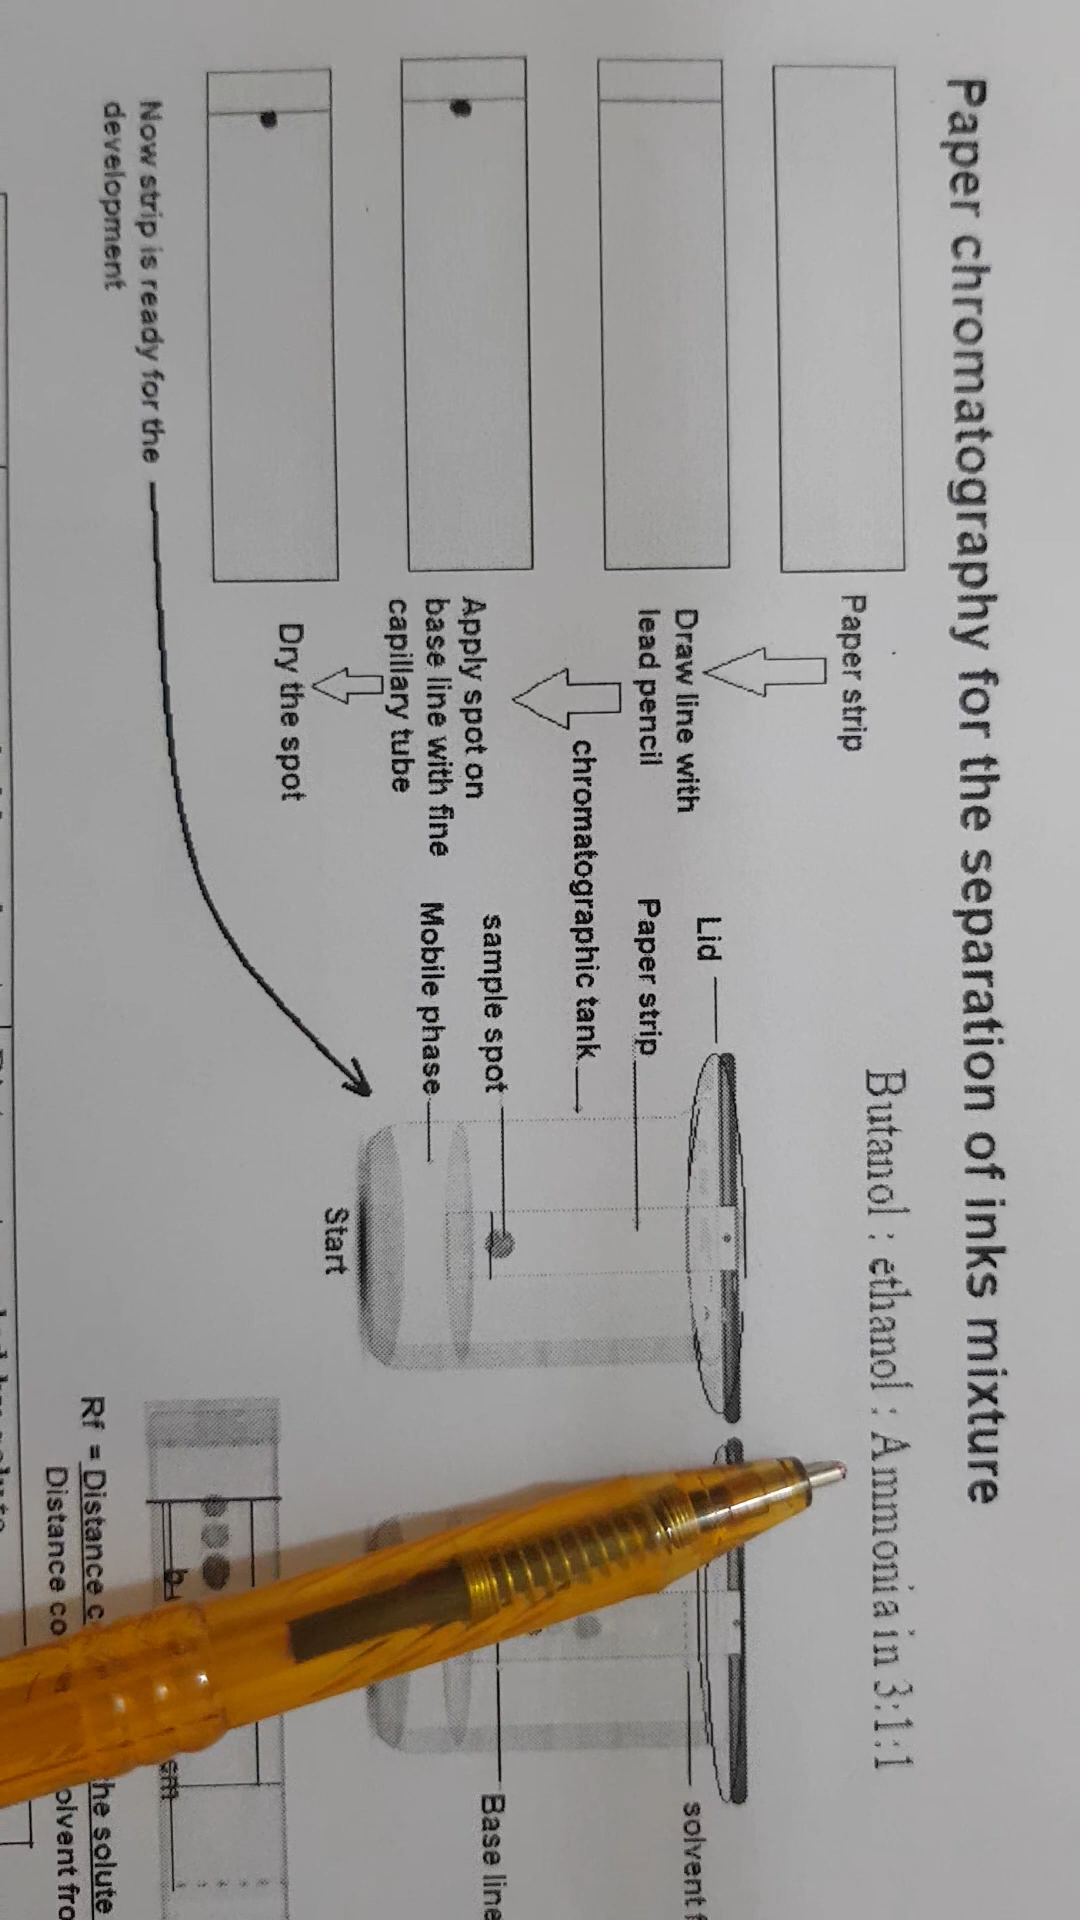 Paper chromatography for the separation of inks mixture
Butanol : ethanol : Ammonia in 3:1:1
Paper strip
Draw line with
lead pencil
Apply spot on
base line with fine
capillary tube
Dry the spot
Now strip is ready for the
development
Lid
Paper strip
chromatographic tank
sample spot
Mobile phase
Start
solvent
Base line
Rf = Distance
he solute
Distance co